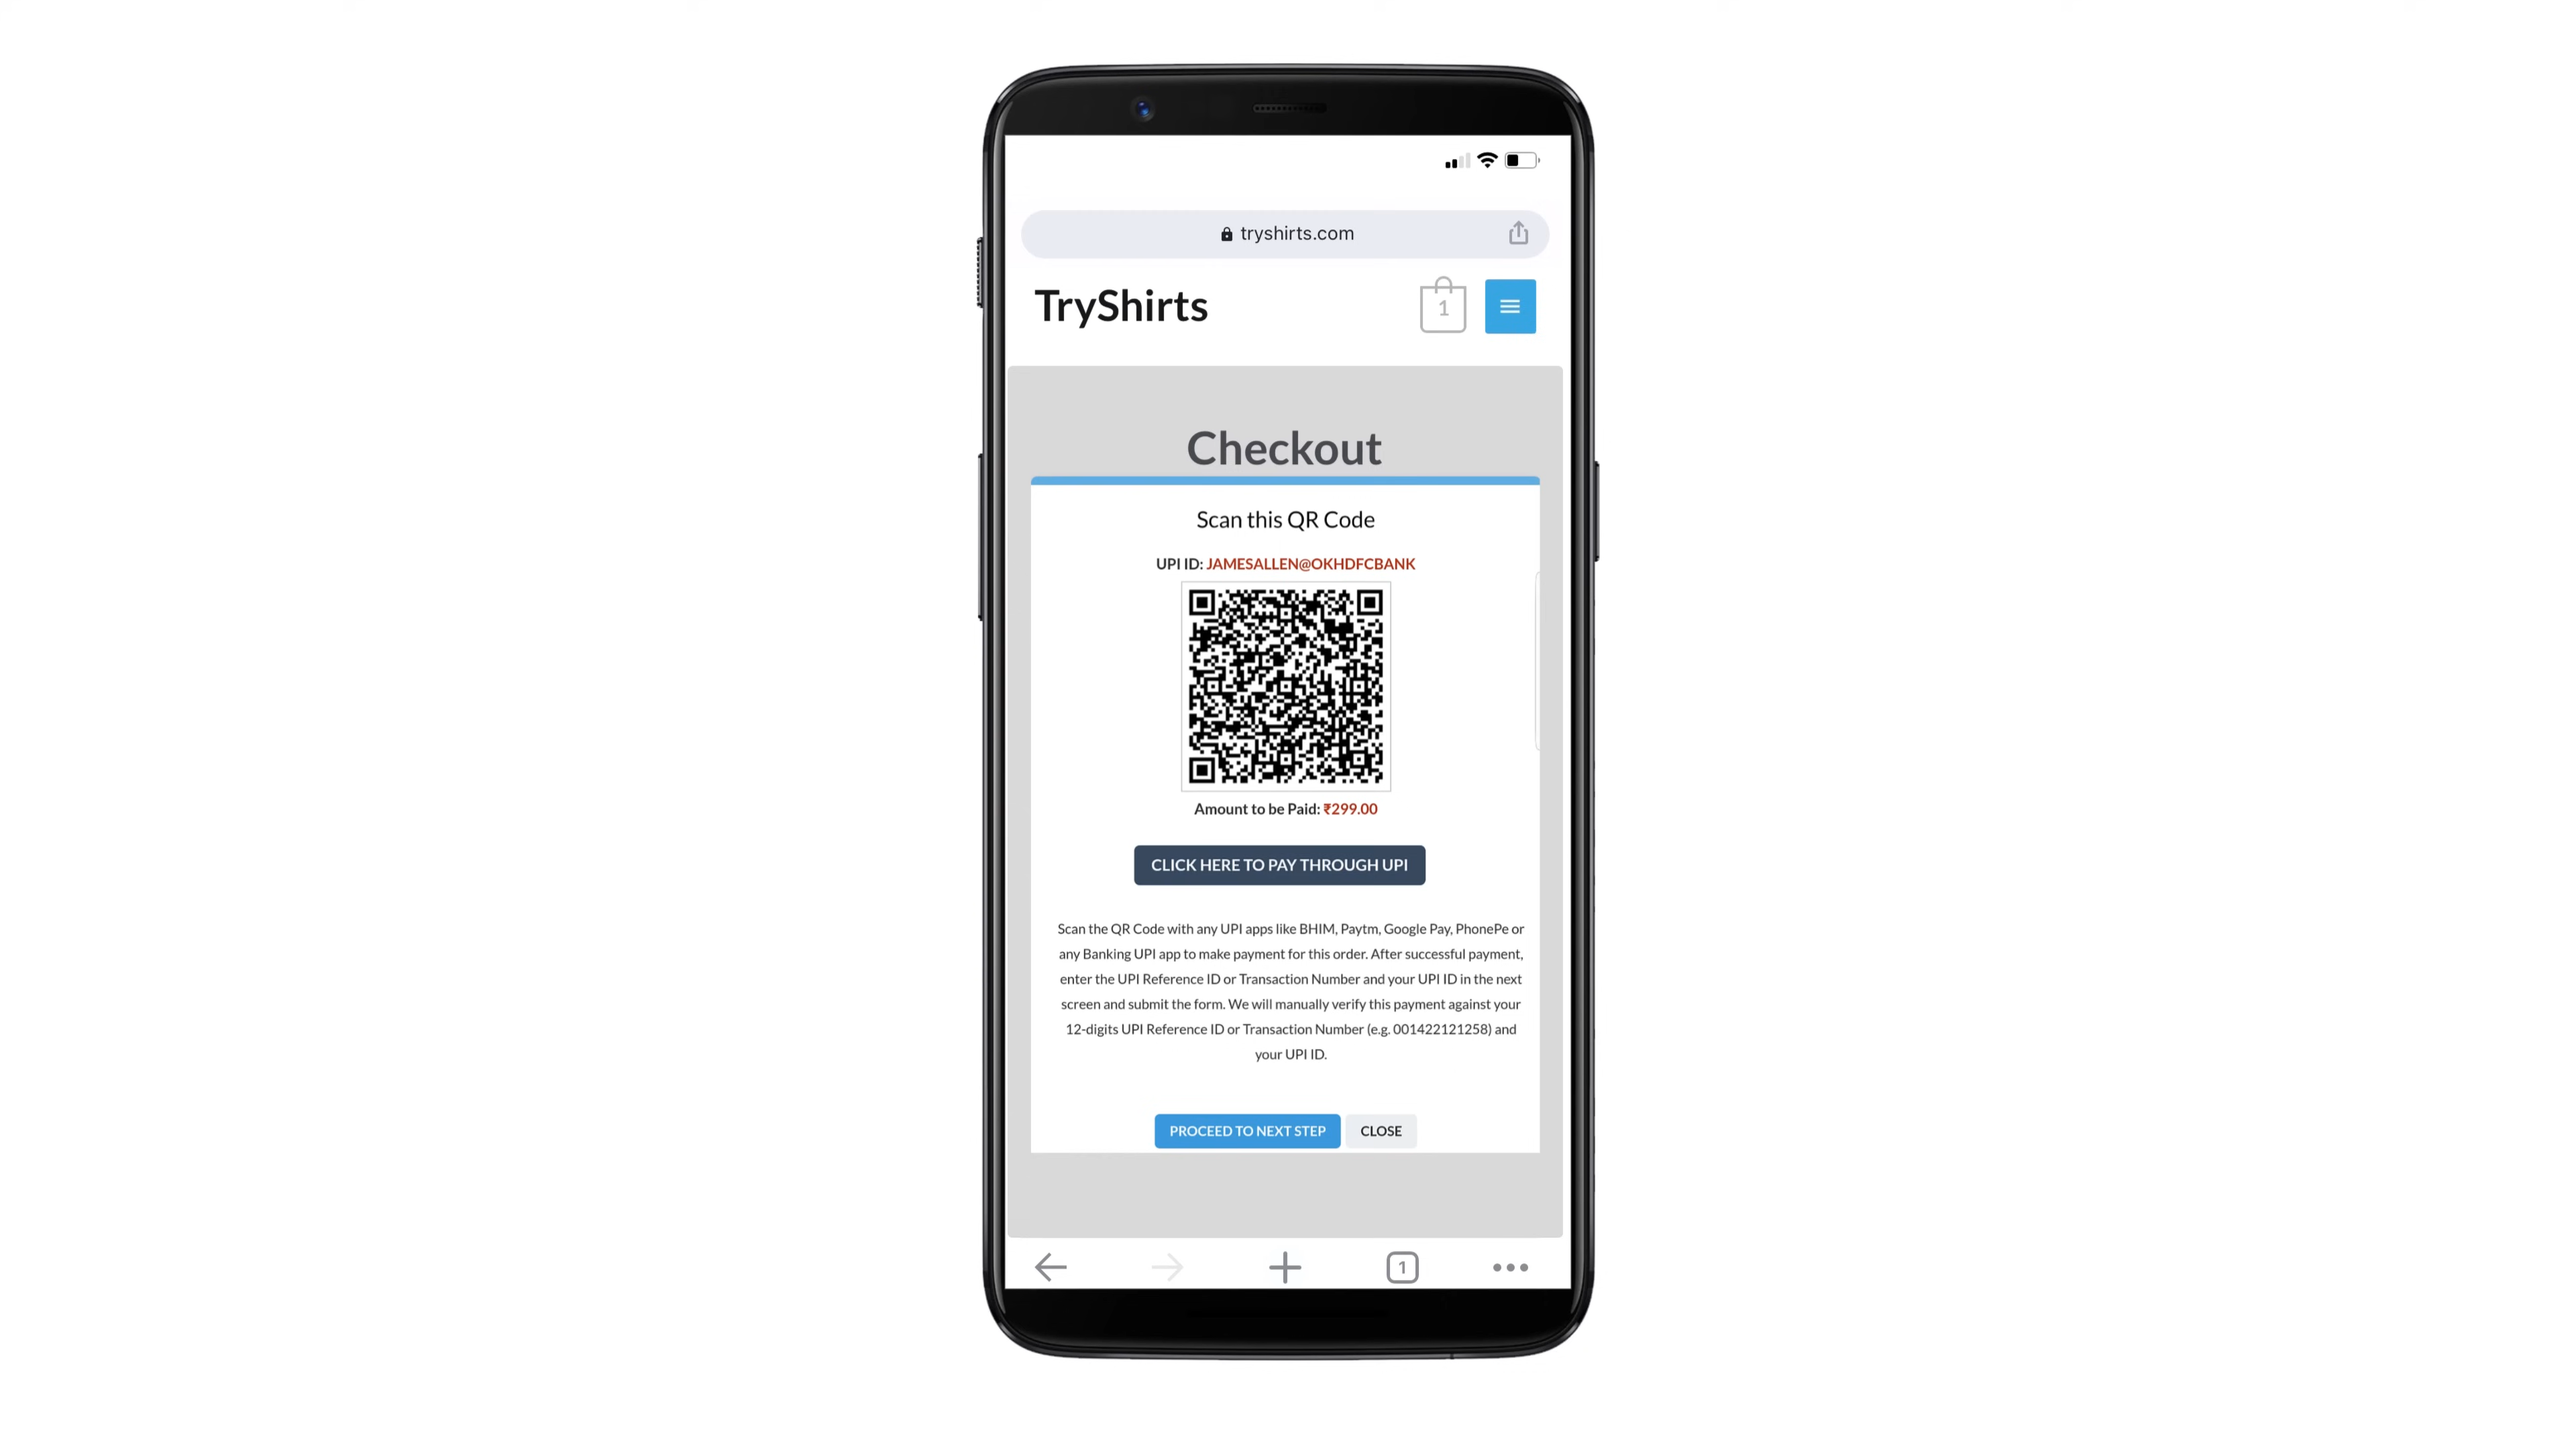 tryshirts.com
TryShirts
1
Checkout
Scan this QR Code
UPI ID: JAMESALLEN@OKHDFCBANK
Amount to be Paid: ₹299.00
CLICK HERE TO PAY THROUGH UPI
Scan the QR Code with any UPI apps like BHIM, Paytm, Google Pay, PhonePe or
any Banking UPI app to make payment for this order. After successful payment,
enter the UPI Reference ID or Transaction Number and your UPI ID in the next
screen and submit the form. We will manually verify this payment against your
12-digits UPI Reference ID or Transaction Number (e.g. 001422121258) and
your UPI ID.
PROCEED TO NEXT STEP CLOSE
1